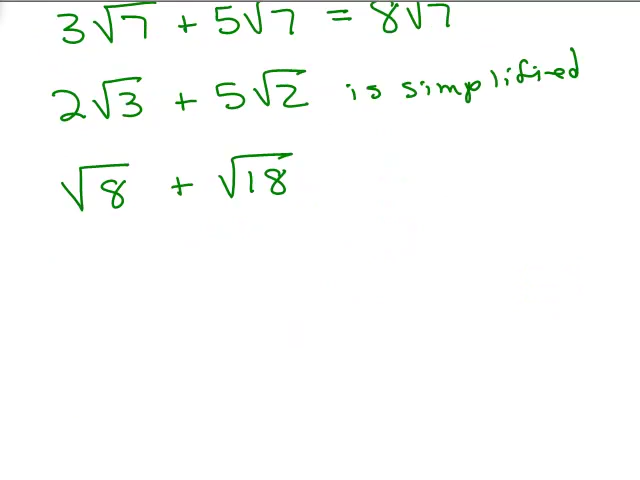 3√7 + 5√7 = 8√7
2√3 + 5√2 is simplified
√8 + √18